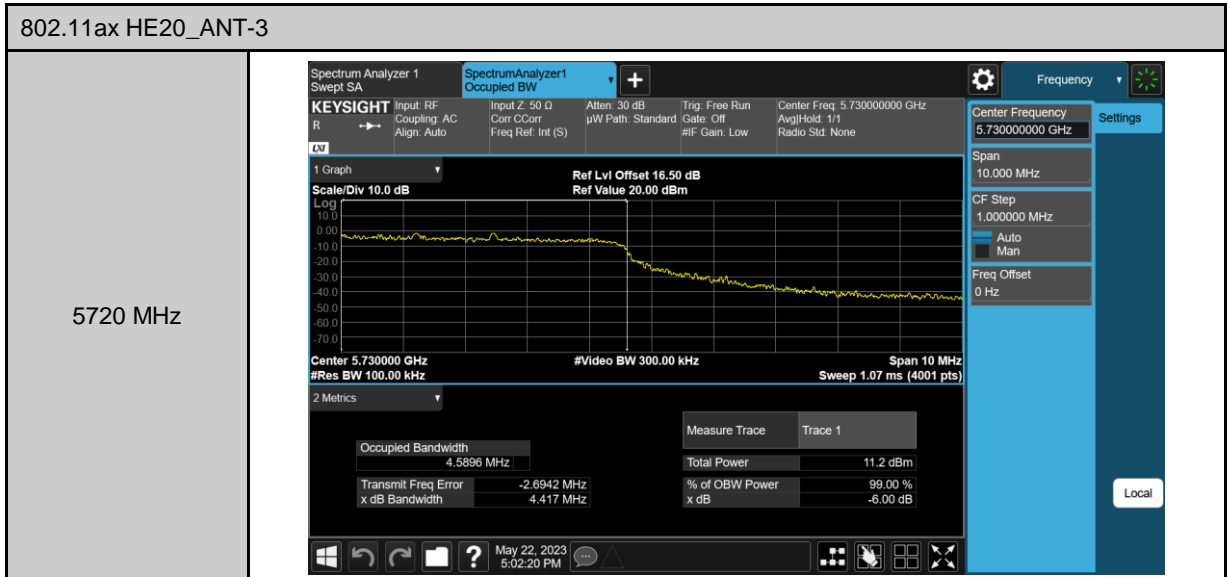 802.11ax HE20_ANT-3
5720 MHz
Spectrum Analyzer 1
Swept SA
SpectrumAnalyzer1
Occupied BW
Frequency
KEYSIGHT
R
LXI
Input: RF
Coupling: AC
Align: Auto
Input Z: 50 Ω
Corr CCorr
Freq Ref: Int (S)
Atten: 30 dB
µW Path: Standard
Trig: Free Run
Gate: Off
#IF Gain: Low
Center Freq: 5.730000000 GHz
Avg|Hold: 1/1
Radio Std: None
Center Frequency
5.730000000 GHz
Settings
Span
10.000 MHz
CF Step
1.000000 MHz
Auto
Man
Freq Offset
0 Hz
Local
1 Graph
Scale/Div 10.0 dB
Ref Lvl Offset 16.50 dB
Ref Value 20.00 dBm
Log
10.0
0.00
-10.0
-20.0
-30.0
-40.0
-50.0
-60.0
-70.0
Center 5.730000 GHz
#Video BW 300.00 kHz
Span 10 MHz
#Res BW 100.00 kHz
Sweep 1.07 ms (4001 pts)
2 Metrics
Occupied Bandwidth
4.5896 MHz
Transmit Freq Error -2.6942 MHz
x dB Bandwidth 4.417 MHz
Measure Trace Trace 1
Total Power 11.2 dBm
% of OBW Power 99.00 %
x dB -6.00 dB
?
May 22, 2023
5:02:20 PM